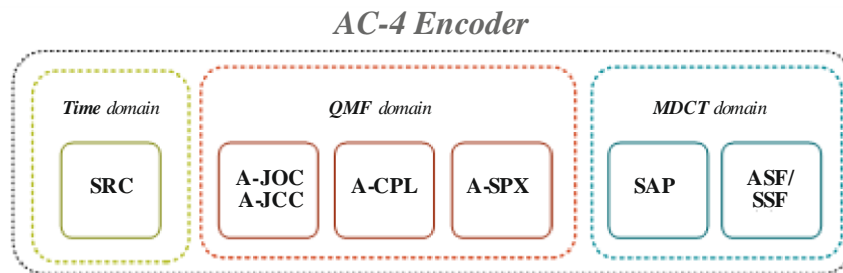 AC-4 Encoder
Time domain
QMF domain
MDCT domain
SRC
A-JOC
A-JCC
A-CPL
A-SPX
SAP
ASF/
SSF